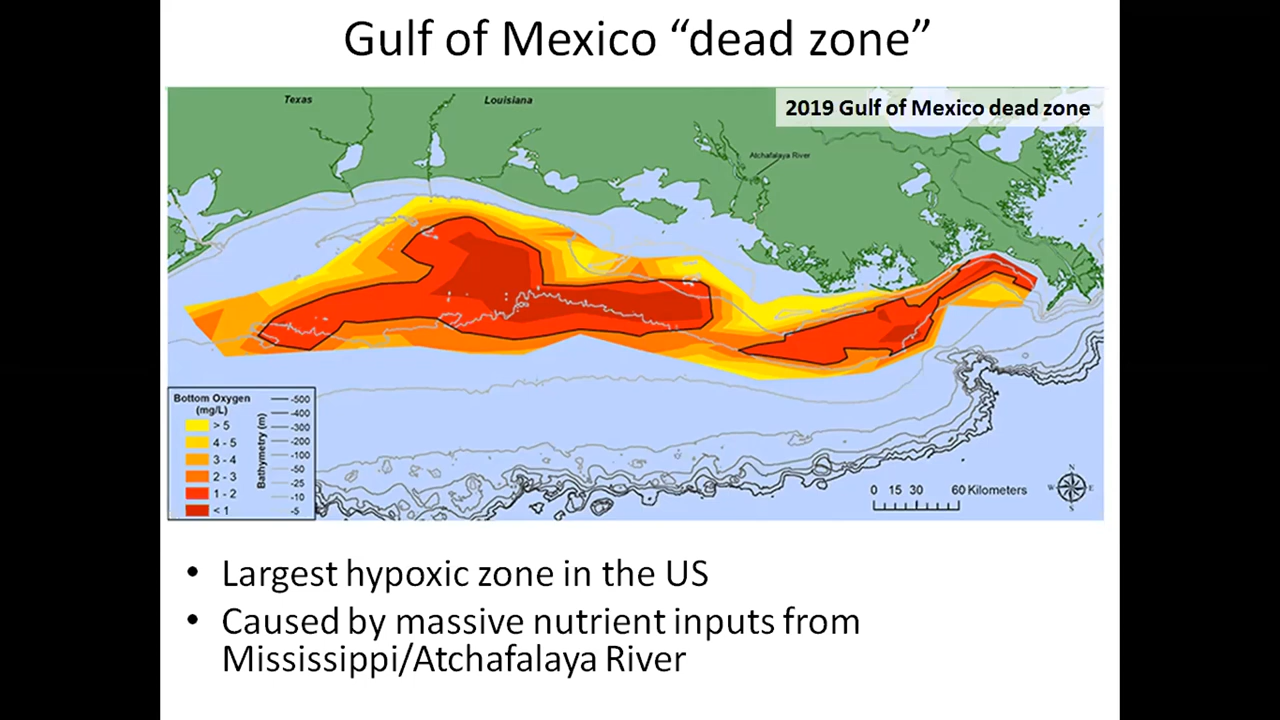 Gulf of Mexico “dead zone”
Texas
Louisiana
2019 Gulf of Mexico dead zone
Atchafalaya River
Bottom Oxygen
(mg/L)
> 5
4 - 5
3 - 4
2 - 3
1 - 2
< 1
Bathymetry (m)
-500
-400
-300
-200
-100
-50
-25
-10
-5
0 15 30 60 Kilometers
N
W E
S
• Largest hypoxic zone in the US
• Caused by massive nutrient inputs from
Mississippi/Atchafalaya River